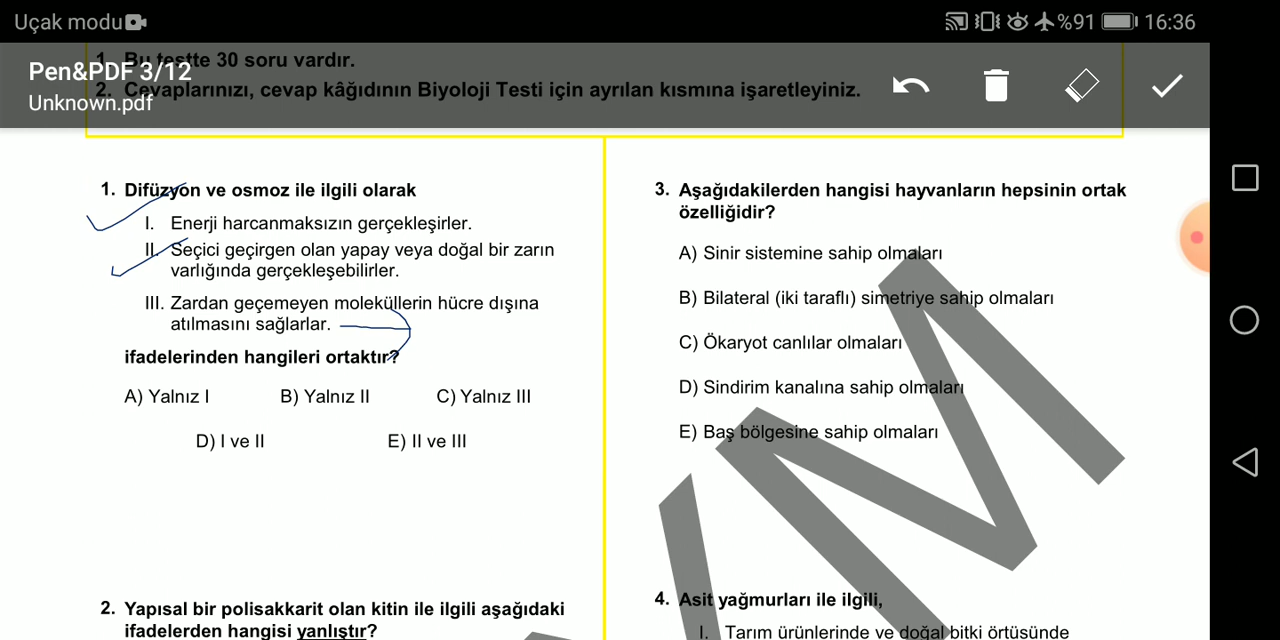 Uçak modu
%91 16:36
1. Bu testte 30 soru vardır.
Pen&PDF 3/12
2. Cevaplarınızı, cevap kâğıdının Biyoloji Testi için ayrılan kısmına işaretleyiniz.
Unknown.pdf
1. Difüzyon ve osmoz ile ilgili olarak
I. Enerji harcanmaksızın gerçekleşirler.
II. Seçici geçirgen olan yapay veya doğal bir zarın
varlığında gerçekleşebilirler.
III. Zardan geçemeyen moleküllerin hücre dışına
atılmasını sağlarlar.
ifadelerinden hangileri ortaktır?
A) Yalnız I B) Yalnız II C) Yalnız III
D) I ve II E) II ve III
2. Yapısal bir polisakkarit olan kitin ile ilgili aşağıdaki
ifadelerden hangisi yanlıştır?
3. Aşağıdakilerden hangisi hayvanların hepsinin ortak
özelliğidir?
A) Sinir sistemine sahip olmaları
B) Bilateral (iki taraflı) simetriye sahip olmaları
C) Ökaryot canlılar olmaları
D) Sindirim kanalına sahip olmaları
E) Baş bölgesine sahip olmaları
4. Asit yağmurları ile ilgili,
I. Tarım ürünlerinde ve doğal bitki örtüsünde